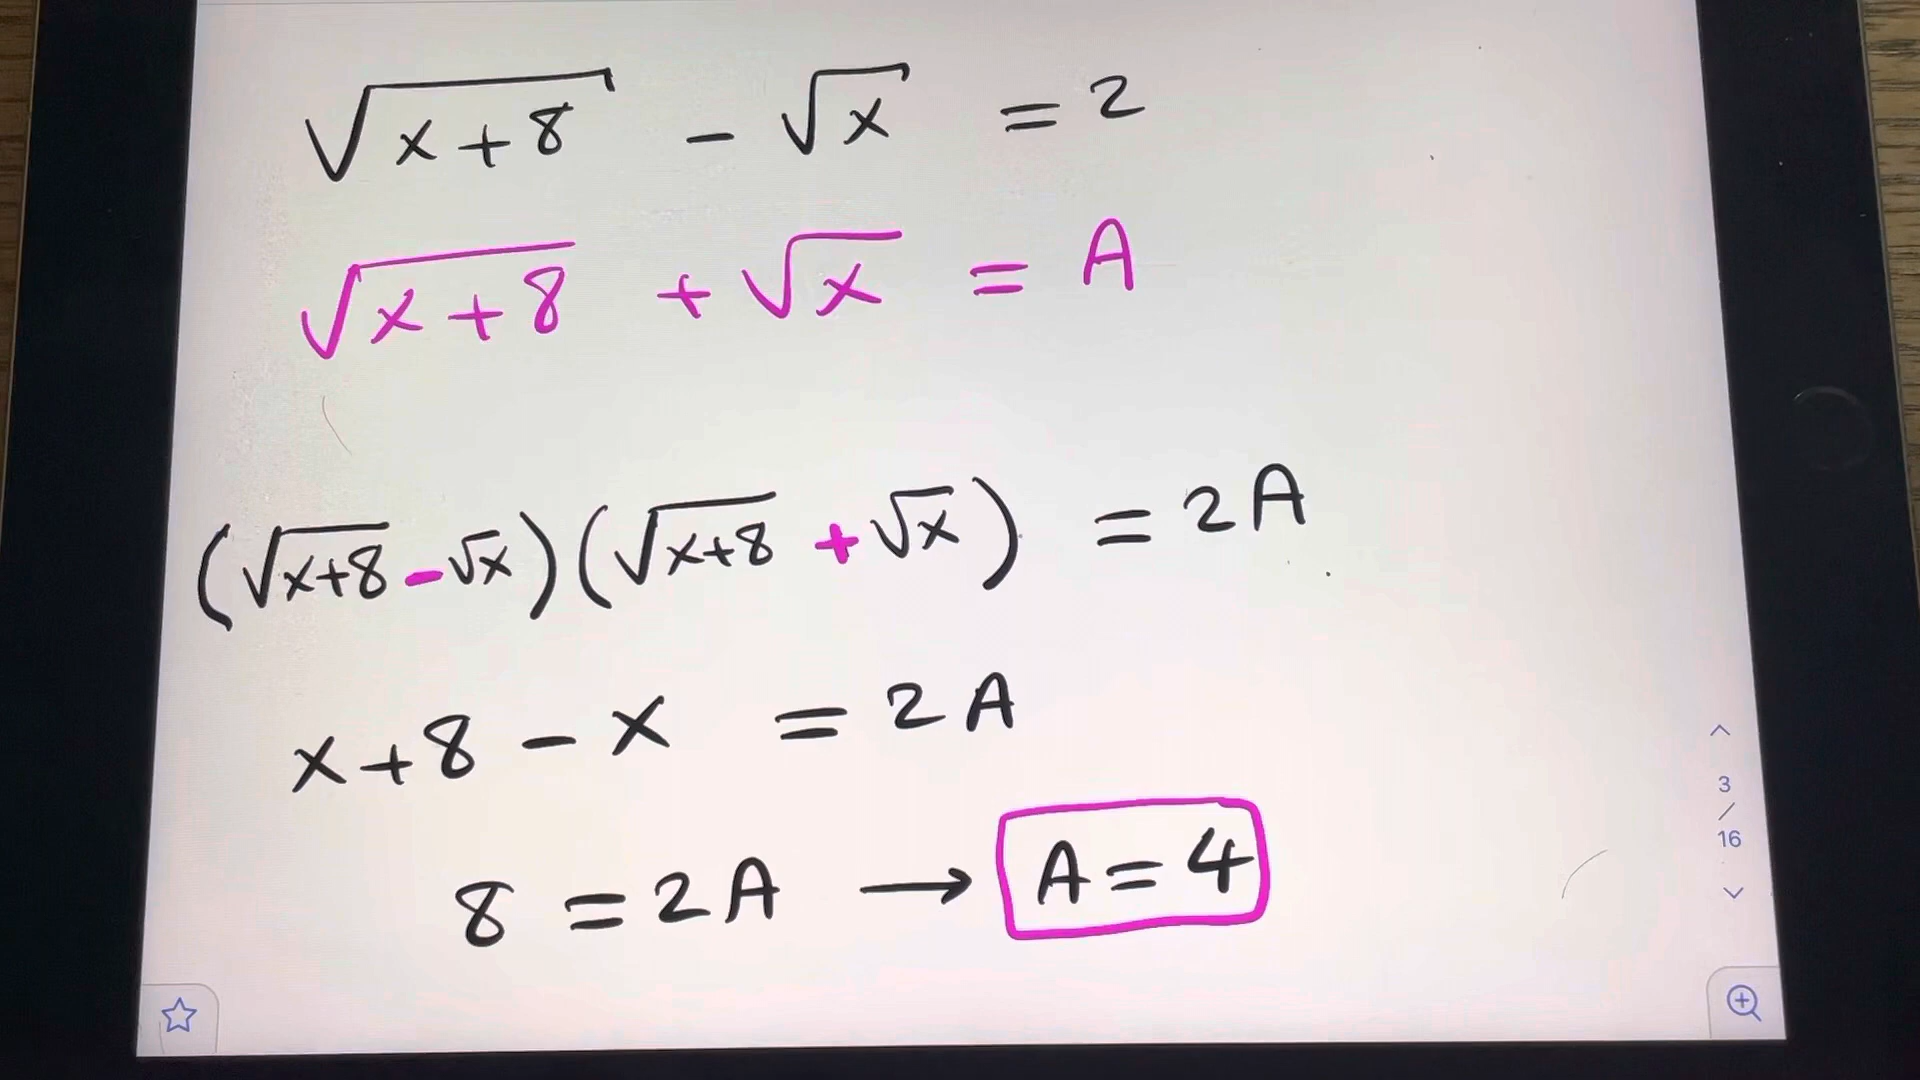 √x+8 - √x = 2
√x+8 + √x = A
(√x+8 - √x)(√x+8 + √x) = 2A
x+8 - x = 2A
8 = 2A → A = 4
3
/
16